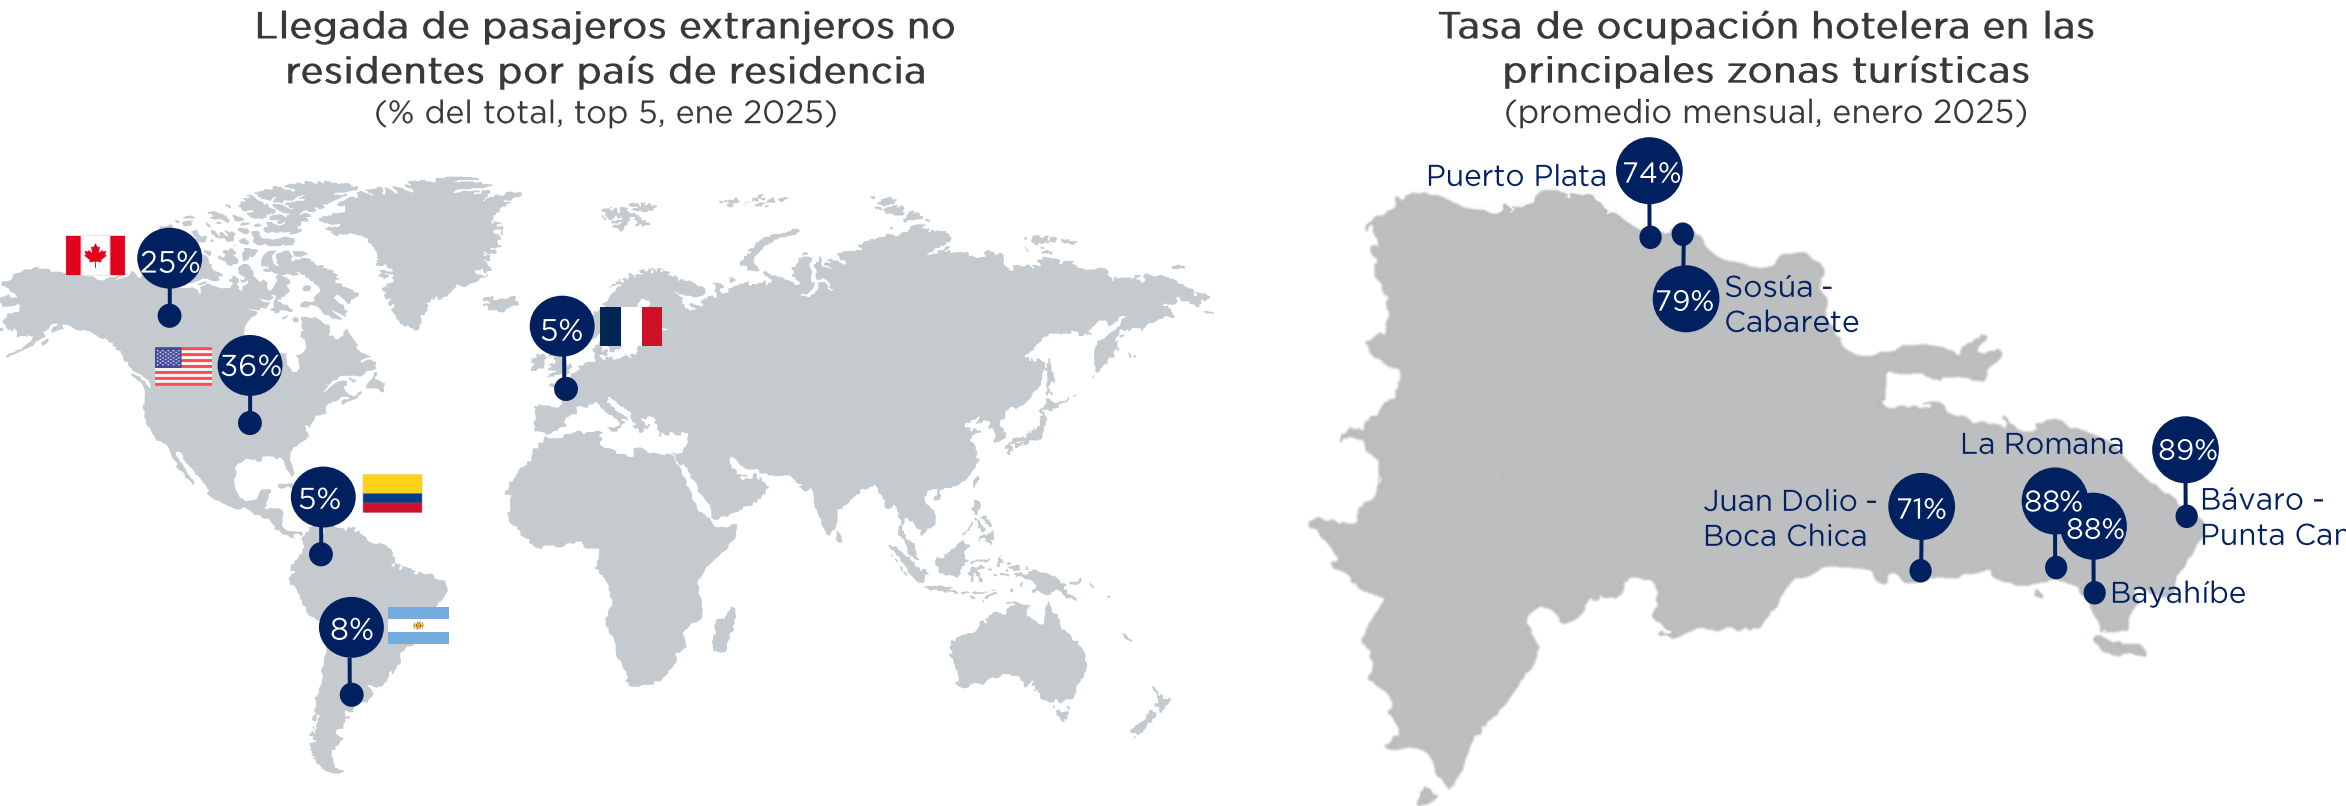 Llegada de pasajeros extranjeros no
residentes por país de residencia
(% del total, top 5, ene 2025)
25%
36%
5%
5%
8%
Tasa de ocupación hotelera en las
principales zonas turísticas
(promedio mensual, enero 2025)
Puerto Plata
74%
79%
Sosúa -
Cabarete
La Romana
88%
88%
Bayahíbe
89%
Bávaro -
Punta Can
Juan Dolio -
Boca Chica
71%